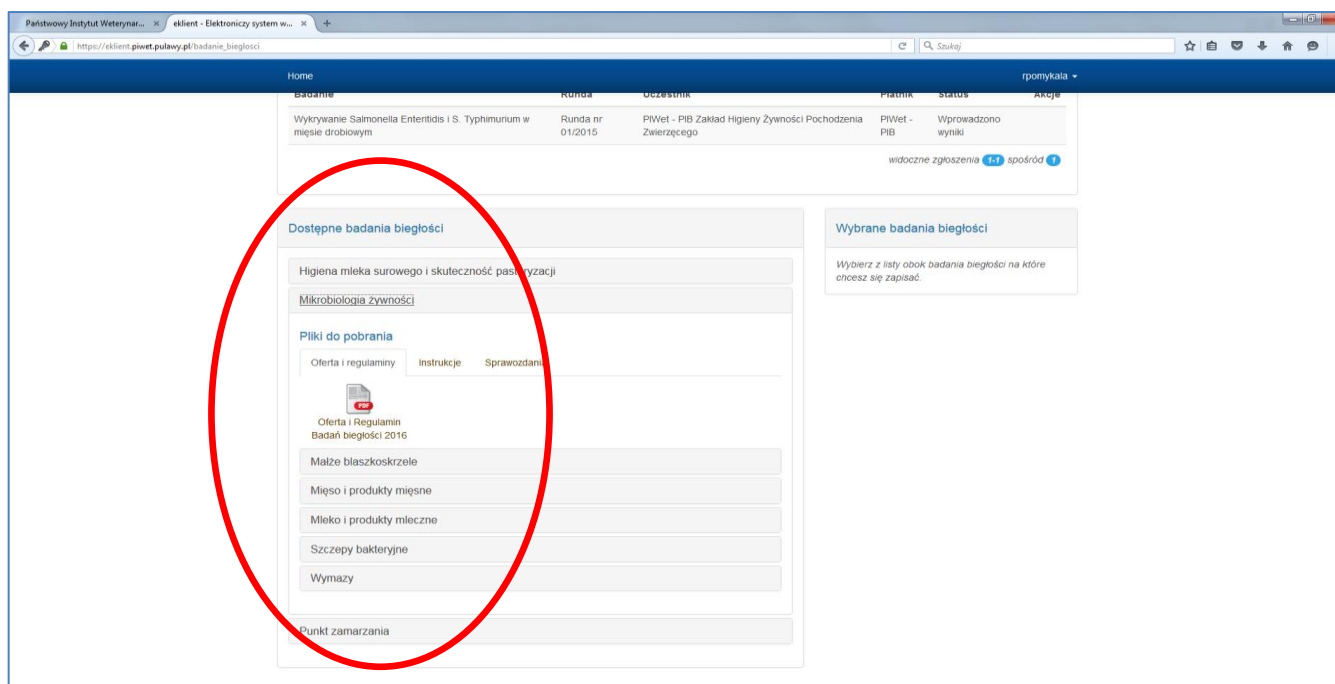 Państwowy Instytut Weterynar...
eklient - Elektroniczy system w...
https://eklient.piwet.pulawy.pl/badanie_bieglosci
Szukaj
Home
rpomykala
Badanie Runda Uczestnik Płatnik Status Akcje
Wykrywanie Salmonella Enteritidis i S. Typhimurium w mięsie drobiowym
Runda nr 01/2015
PIWet - PIB Zakład Higieny Żywności Pochodzenia Zwierzęcego
PIWet - PIB
Wprowadzono wyniki
widoczne zgłoszenia 1-1 spośród 1
Dostępne badania biegłości
Wybrane badania biegłości
Higiena mleka surowego i skuteczność pasteryzacji
Wybierz z listy obok badania biegłości na które
chcesz się zapisać.
Mikrobiologia żywności
Pliki do pobrania
Oferta i regulaminy Instrukcje Sprawozdania
PDF
Oferta i Regulamin
Badań biegłości 2016
Małże blaszkoskrzele
Mięso i produkty mięsne
Mleko i produkty mleczne
Szczepy bakteryjne
Wymazy
Punkt zamarzania